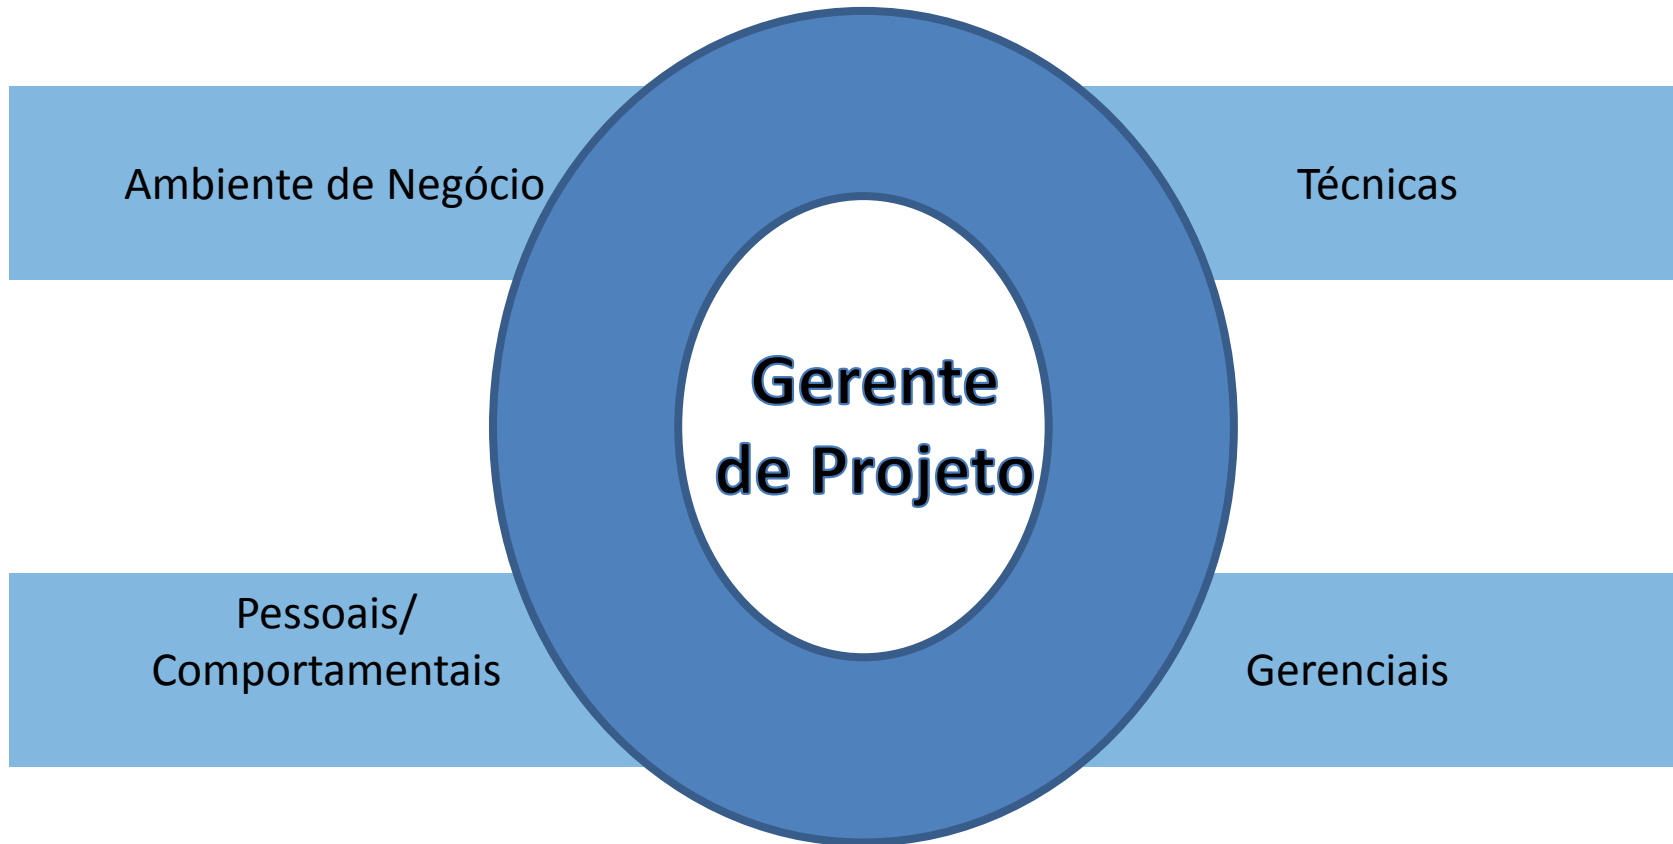 Ambiente de Negócio
Técnicas
Gerente
de Projeto
Pessoais/
Comportamentais
Gerenciais